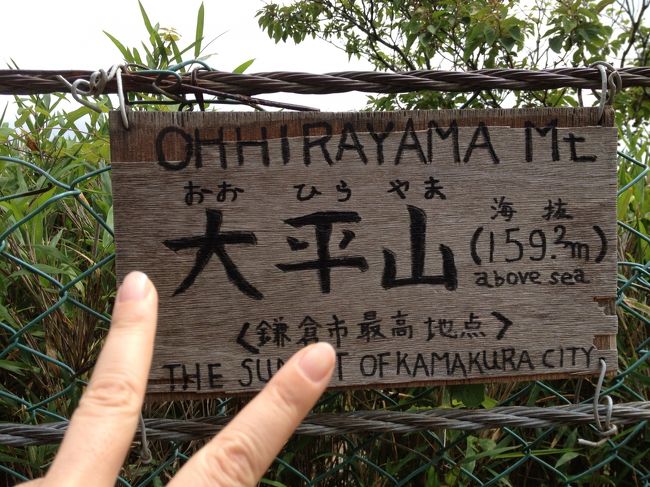 OHHIRAYAMA Mt
おお ひら やま
大平山
海抜
(159.2m)
above sea
〈鎌倉市最高地点〉
THE SUMMIT OF KAMAKURA CITY